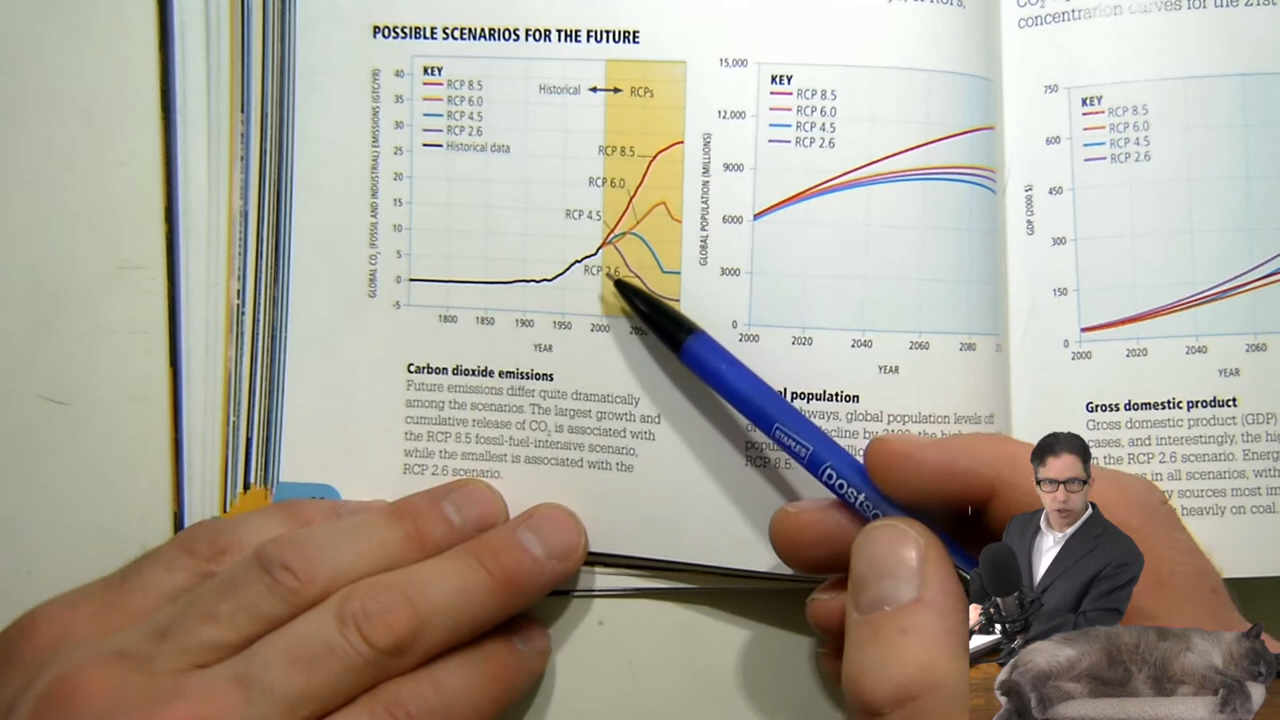 concentration curves for the 21st
POSSIBLE SCENARIOS FOR THE FUTURE
GLOBAL CO₂ (FOSSIL AND INDUSTRIAL) EMISSIONS (GTC/YR)
40
35
30
25
20
15
10
5
0
-5
KEY
RCP 8.5
RCP 6.0
RCP 4.5
RCP 2.6
Historical data
Historical RCPs
RCP 8.5
RCP 6.0
RCP 4.5
RCP 2.6
1800 1850 1900 1950 2000
YEAR
Carbon dioxide emissions
Future emissions differ quite dramatically
among the scenarios. The largest growth and
cumulative release of CO₂ is associated with
the RCP 8.5 fossil-fuel-intensive scenario,
while the smallest is associated with the
RCP 2.6 scenario.
GLOBAL POPULATION (MILLIONS)
15,000
12,000
9000
6000
3000
0
KEY
RCP 8.5
RCP 6.0
RCP 4.5
RCP 2.6
2000 2020 2040 2060 2080
YEAR
population
global population levels off
decline by 2100
RCP 8.5.
GDP (2000 $)
750
600
450
300
150
0
KEY
RCP 8.5
RCP 6.0
RCP 4.5
RCP 2.6
2000 2020 2040 2060
YEAR
Gross domestic product
Gross domestic product (GDP)
cases, and interestingly, the
the RCP 2.6 scenario.
in all scenarios, with
sources most
heavily on coal.
STAPLES